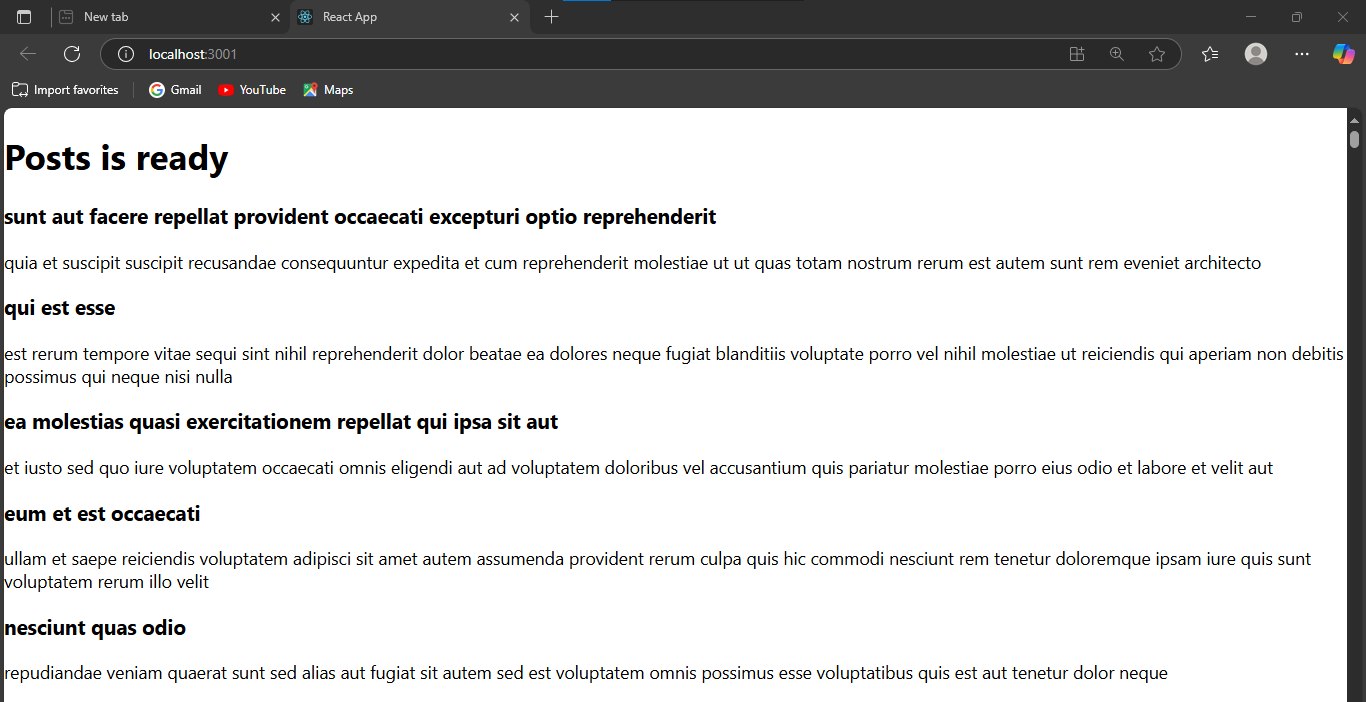 New tab
React App
localhost:3001
Import favorites
Gmail
YouTube
Maps
Posts is ready
sunt aut facere repellat provident occaecati excepturi optio reprehenderit
quia et suscipit suscipit recusandae consequuntur expedita et cum reprehenderit molestiae ut ut quas totam nostrum rerum est autem sunt rem eveniet architecto
qui est esse
est rerum tempore vitae sequi sint nihil reprehenderit dolor beatae ea dolores neque fugiat blanditiis voluptate porro vel nihil molestiae ut reiciendis qui aperiam non debitis
possimus qui neque nisi nulla
ea molestias quasi exercitationem repellat qui ipsa sit aut
et iusto sed quo iure voluptatem occaecati omnis eligendi aut ad voluptatem doloribus vel accusantium quis pariatur molestiae porro eius odio et labore et velit aut
eum et est occaecati
ullam et saepe reiciendis voluptatem adipisci sit amet autem assumenda provident rerum culpa quis hic commodi nesciunt rem tenetur doloremque ipsam iure quis sunt
voluptatem rerum illo velit
nesciunt quas odio
repudiandae veniam quaerat sunt sed alias aut fugiat sit autem sed est voluptatem omnis possimus esse voluptatibus quis est aut tenetur dolor neque